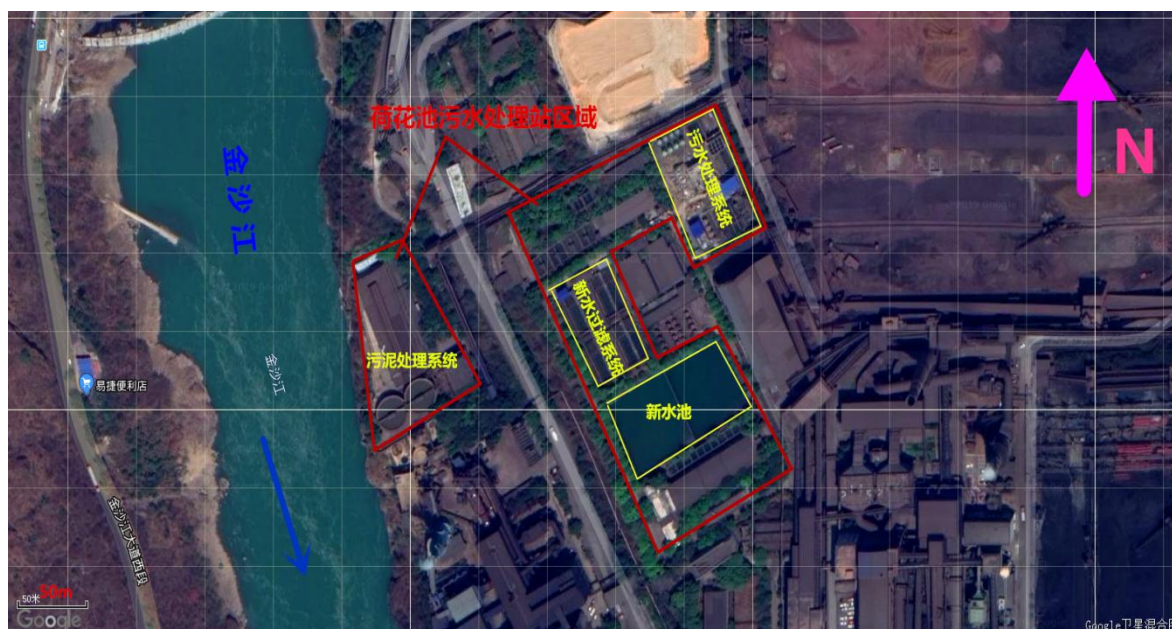 荷花池污水处理站区域
N
污水处理系统
金沙江
新水过滤系统
污泥处理系统
金沙江
易捷便利店
新水池
金沙江大道西段
50米
50m
Google
Google卫星混合